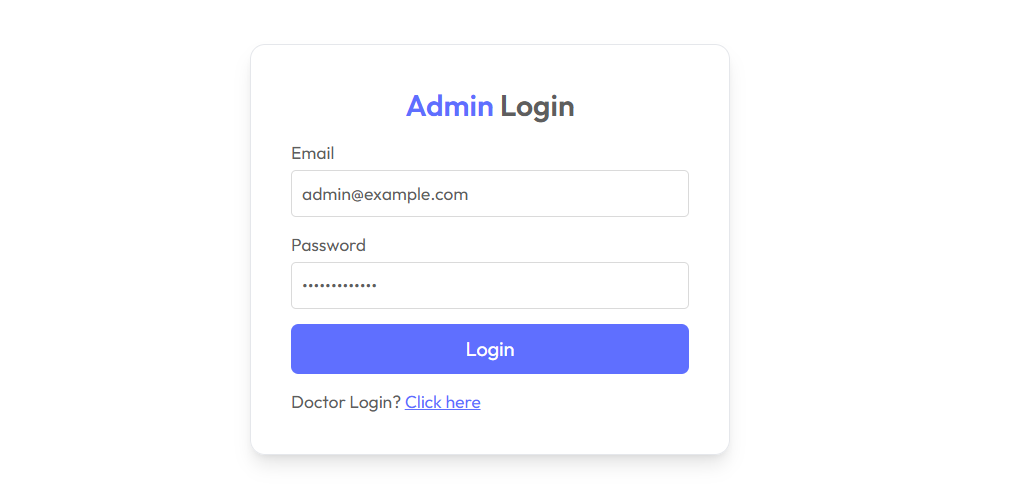 Admin Login
Email
admin@example.com
Password
•••••••••••••
Login
Doctor Login? Click here